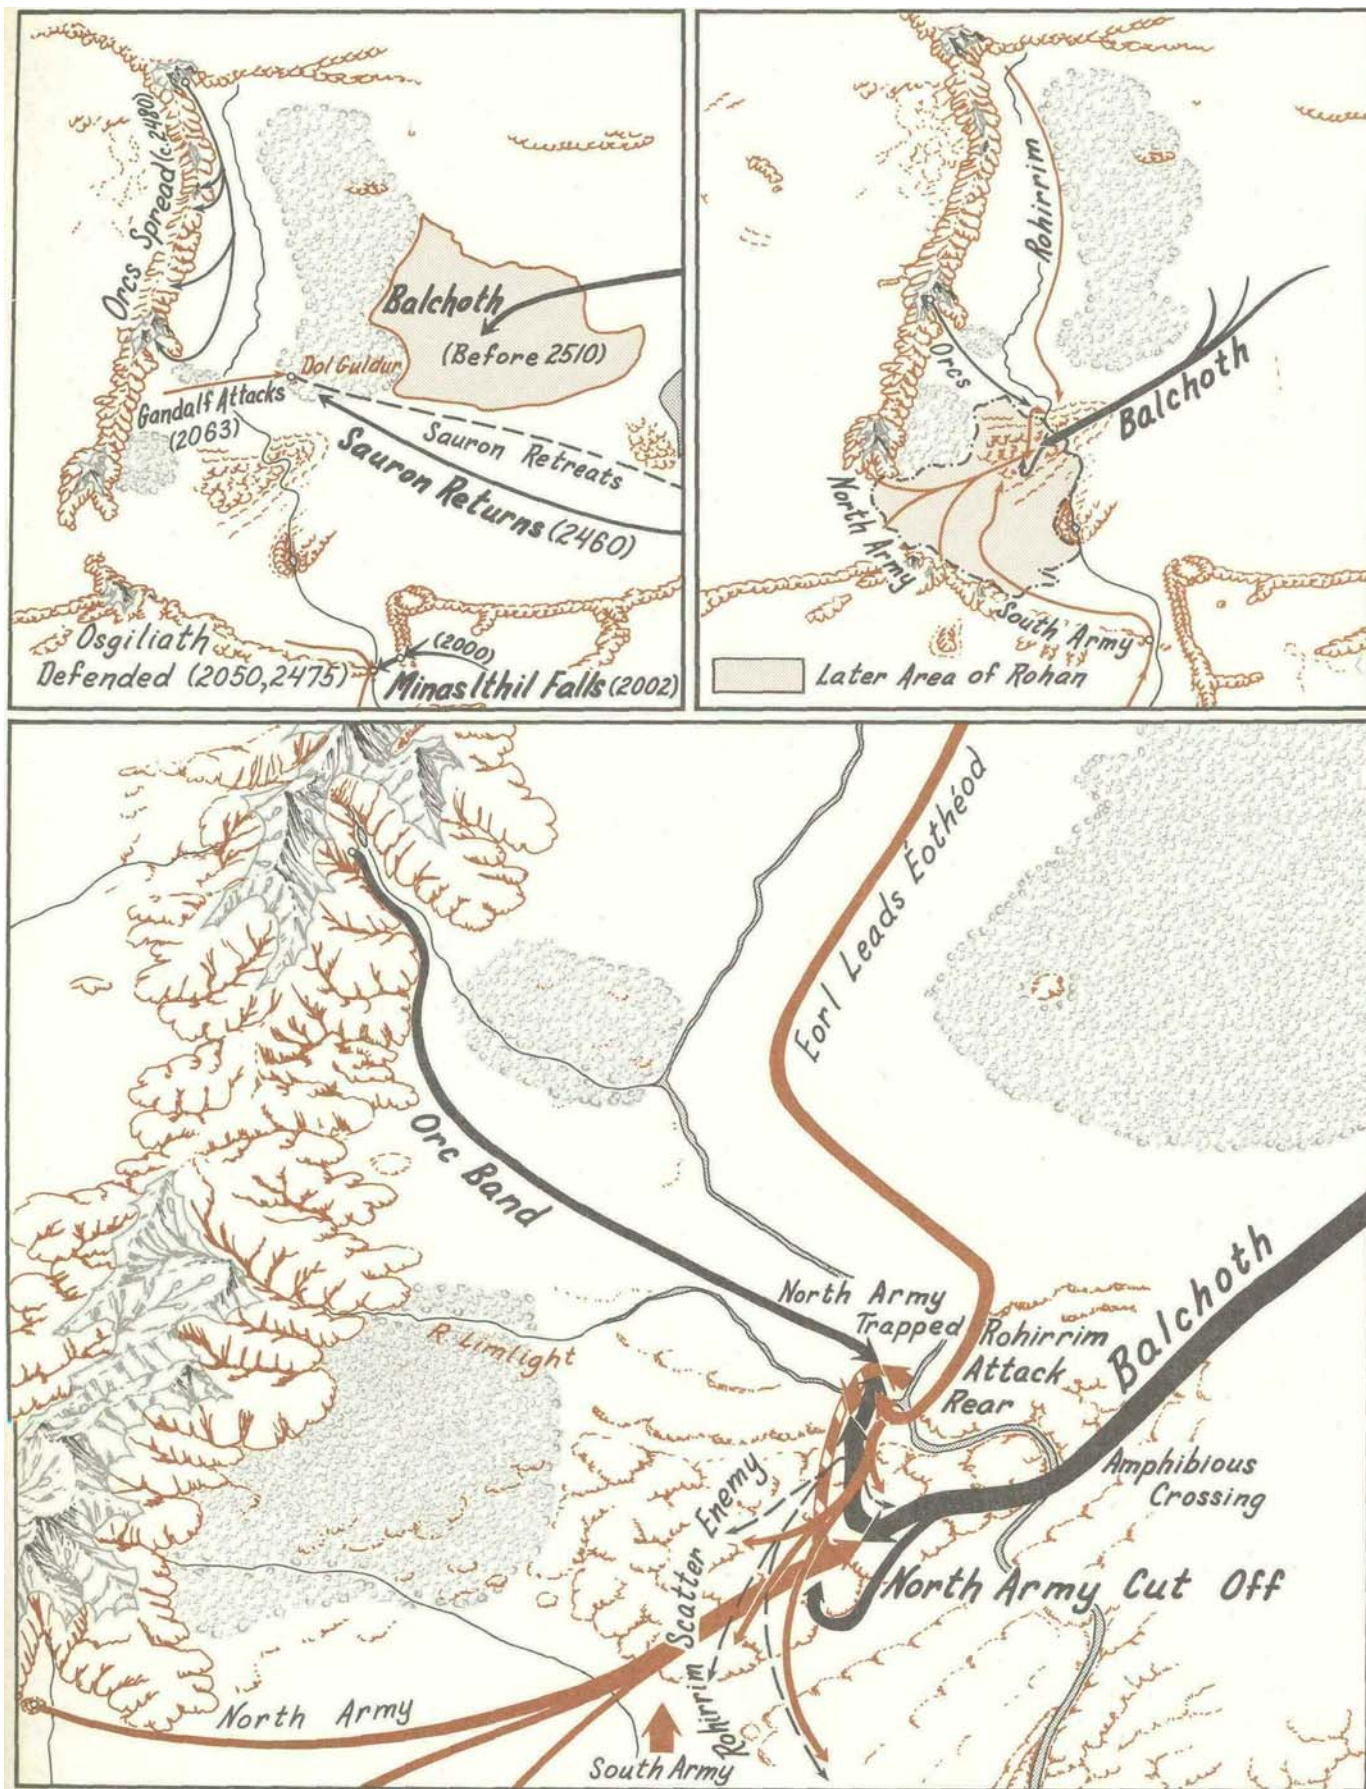 Orcs Spread (c. 2480)
Balchoth
(Before 2510)
Dol Guldur
Gandalf Attacks
(2063)
Sauron Retreats
Sauron Returns (2460)
Osgiliath
Defended (2050, 2475)
(2000)
Minas Ithil Falls (2002)
Rohirrim
Orcs
Balchoth
North Army
South Army
Later Area of Rohan
Eorl Leads Éothéod
Orc Band
North Army
Trapped
Rohirrim
Attack
Rear
Balchoth
R. Limlight
Amphibious
Crossing
Rohirrim Scatter Enemy
North Army Cut Off
North Army
South Army